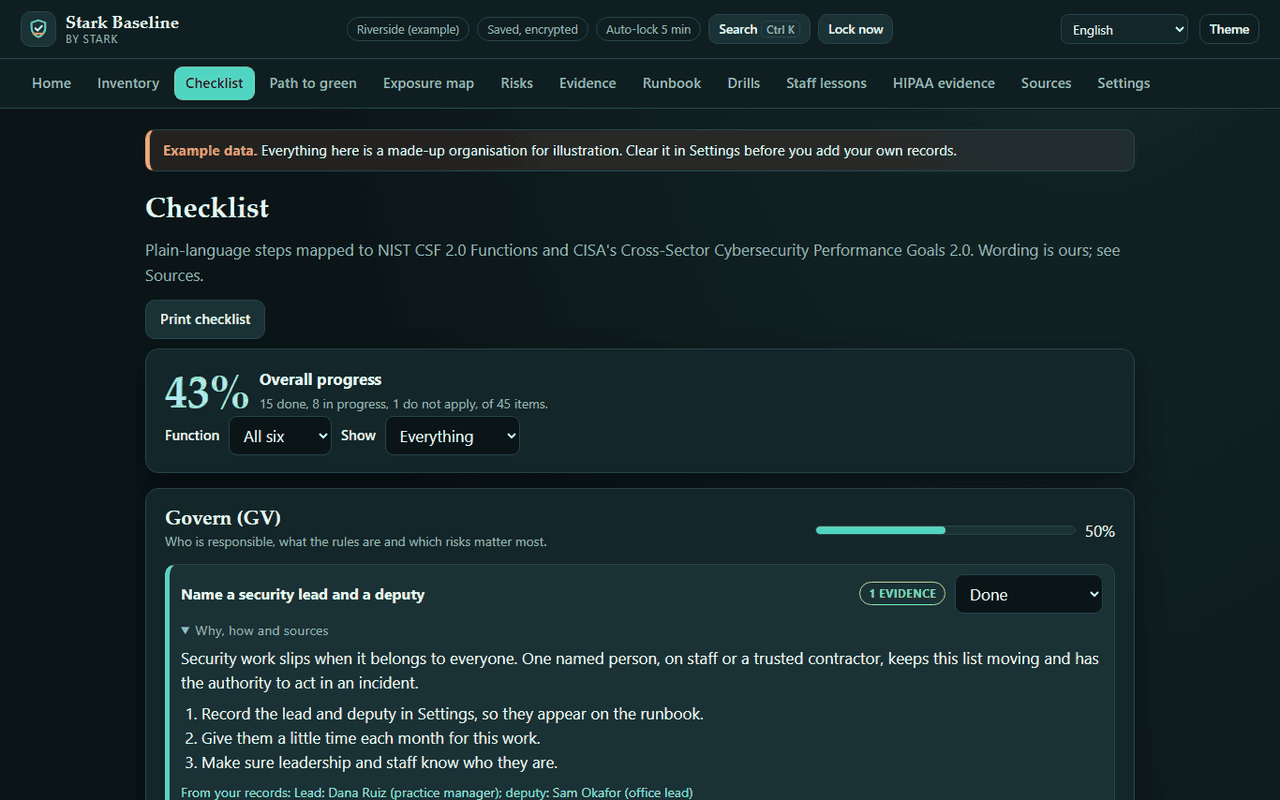 Stark Baseline
BY STARK
Riverside (example)
Saved, encrypted
Auto-lock 5 min
Search Ctrl K
Lock now
English
Theme
Home
Inventory
Checklist
Path to green
Exposure map
Risks
Evidence
Runbook
Drills
Staff lessons
HIPAA evidence
Sources
Settings
Example data. Everything here is a made-up organisation for illustration. Clear it in Settings before you add your own records.
Checklist
Plain-language steps mapped to NIST CSF 2.0 Functions and CISA's Cross-Sector Cybersecurity Performance Goals 2.0. Wording is ours; see
Sources.
Print checklist
43%
Overall progress
15 done, 8 in progress, 1 do not apply, of 45 items.
Function
All six
Show
Everything
Govern (GV)
Who is responsible, what the rules are and which risks matter most.
50%
Name a security lead and a deputy
1 EVIDENCE
Done
▼ Why, how and sources
Security work slips when it belongs to everyone. One named person, on staff or a trusted contractor, keeps this list moving and has
the authority to act in an incident.
1. Record the lead and deputy in Settings, so they appear on the runbook.
2. Give them a little time each month for this work.
3. Make sure leadership and staff know who they are.
From your records: Lead: Dana Ruiz (practice manager); deputy: Sam Okafor (office lead)